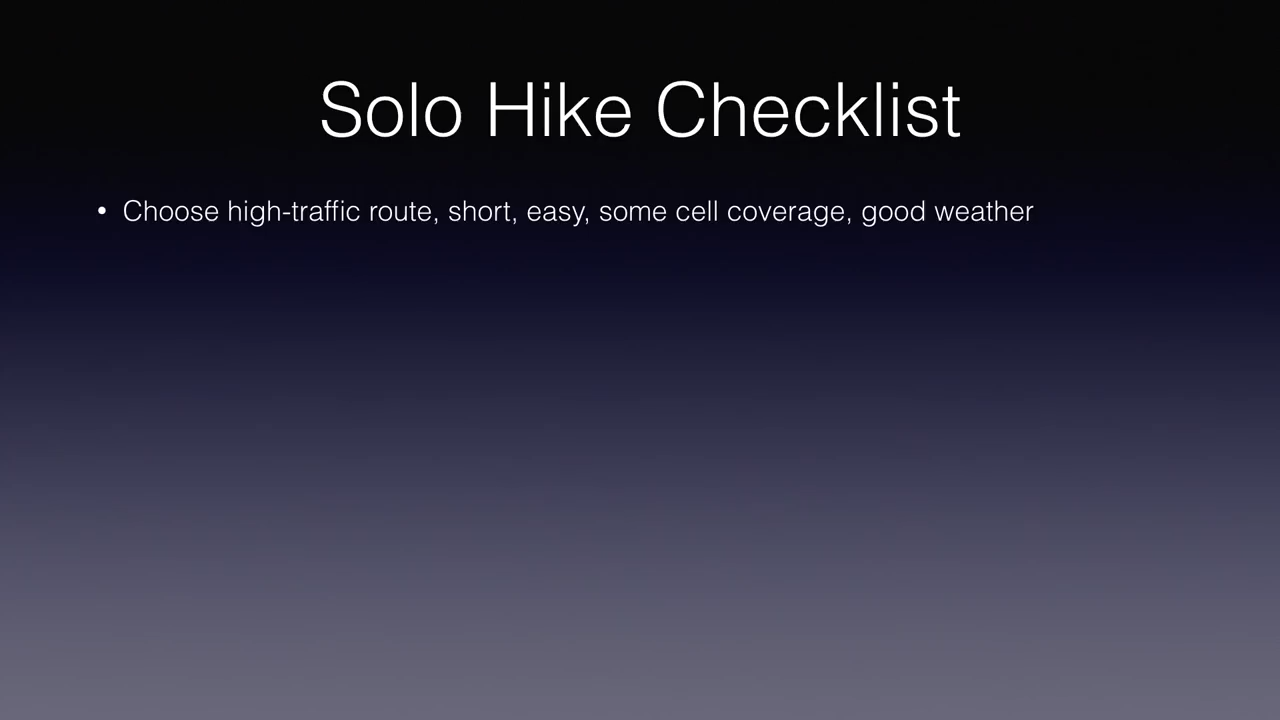 Solo Hike Checklist
• Choose high-traffic route, short, easy, some cell coverage, good weather